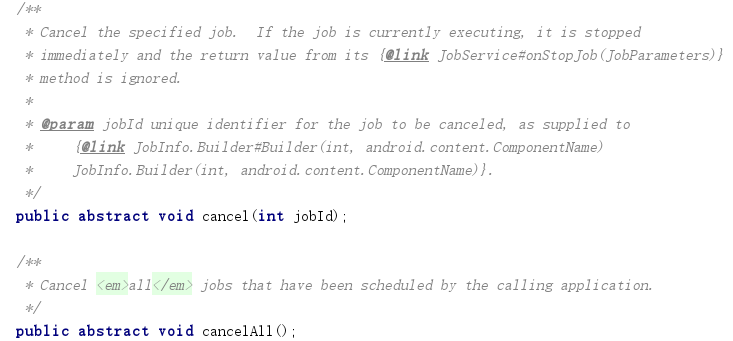 /**
 * Cancel the specified job.  If the job is currently executing, it is stopped
 * immediately and the return value from its {@link JobService#onStopJob(JobParameters)}
 * method is ignored.
 *
 * @param jobId unique identifier for the job to be canceled, as supplied to
 *     {@link JobInfo.Builder#Builder(int, android.content.ComponentName)
 *     JobInfo.Builder(int, android.content.ComponentName)}.
 */
public abstract void cancel(int jobId);

/**
 * Cancel <em>all</em> jobs that have been scheduled by the calling application.
 */
public abstract void cancelAll();